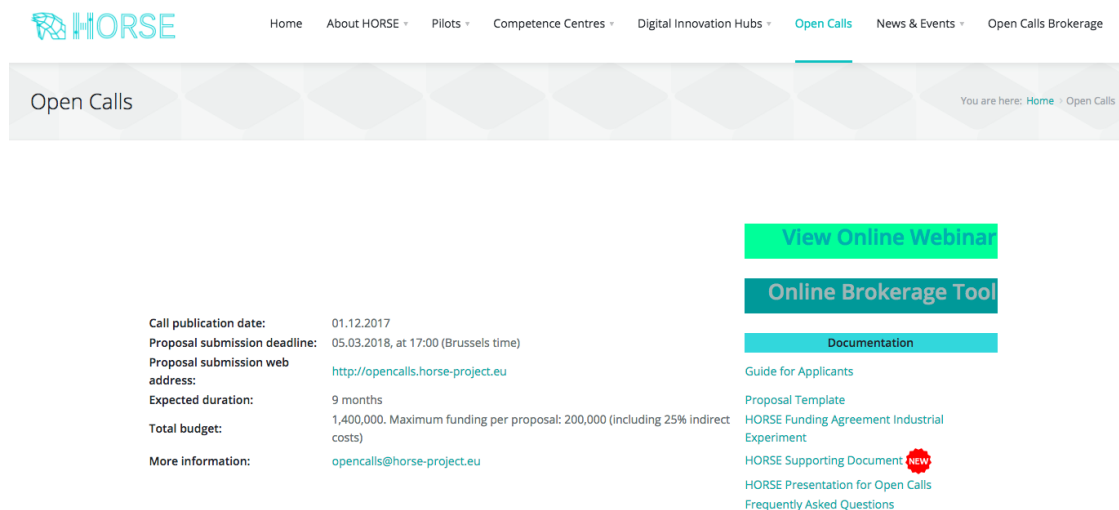 HORSE
Home About HORSE Pilots Competence Centres Digital Innovation Hubs Open Calls News & Events Open Calls Brokerage
Open Calls
You are here: Home › Open Calls
View Online Webinar
Online Brokerage Tool
Call publication date: 01.12.2017
Proposal submission deadline: 05.03.2018, at 17:00 (Brussels time)
Proposal submission web
address:
http://opencalls.horse-project.eu
Expected duration: 9 months
Total budget:
1,400,000. Maximum funding per proposal: 200,000 (including 25% indirect
costs)
More information: opencalls@horse-project.eu
Documentation
Guide for Applicants
Proposal Template
HORSE Funding Agreement Industrial
Experiment
HORSE Supporting Document NEW
HORSE Presentation for Open Calls
Frequently Asked Questions